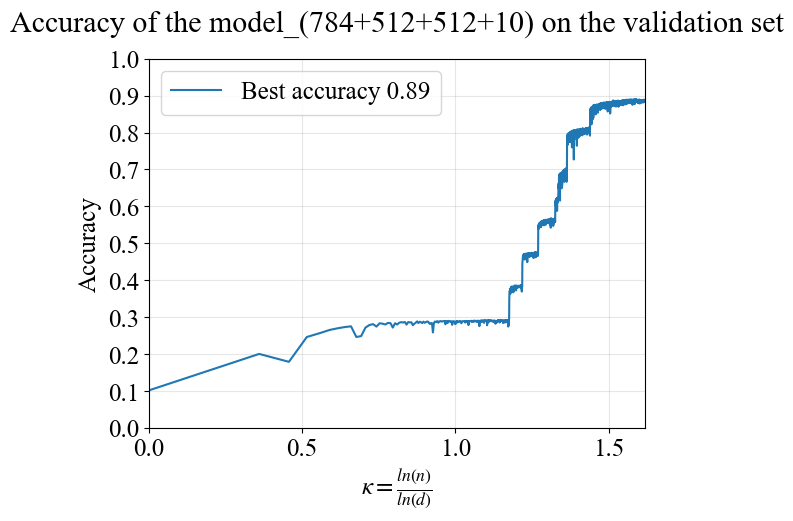 Accuracy of the model_(784+512+512+10) on the validation set
1.0
0.9
0.8
0.7
0.6
0.5
0.4
0.3
0.2
0.1
0.0
Best accuracy 0.89
Accuracy
0.0 0.5 1.0 1.5
κ = ln(n) / ln(d)